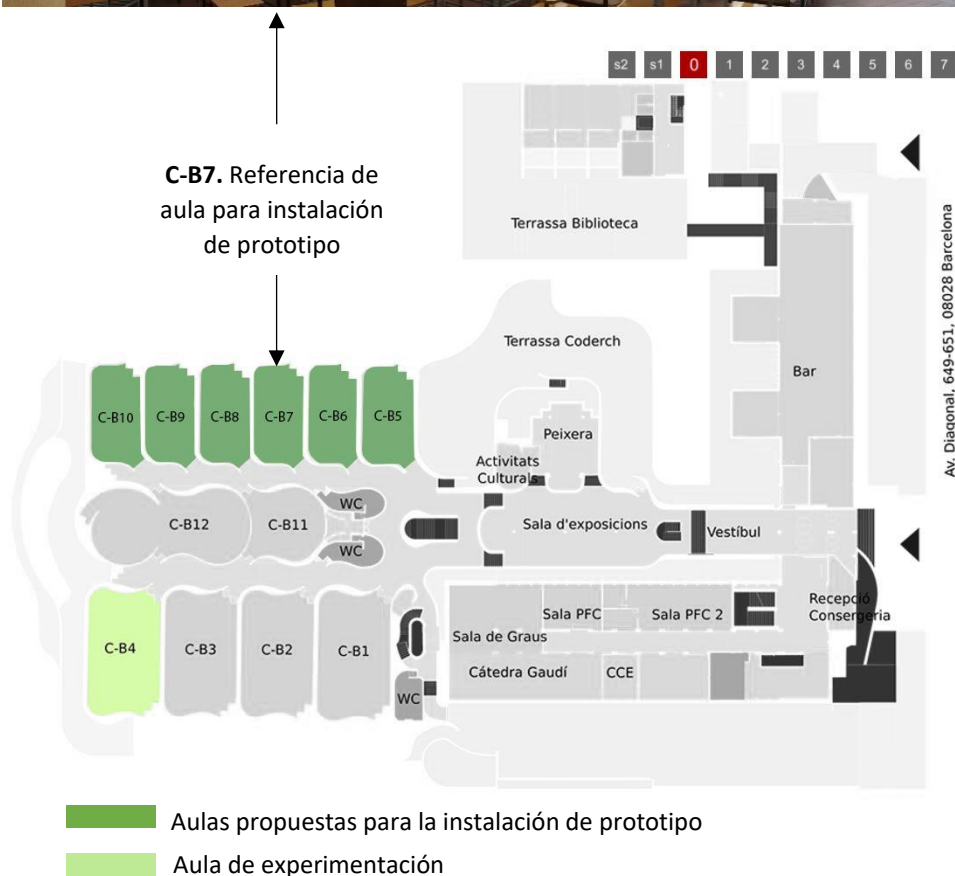 s2 s1 0 1 2 3 4 5 6 7
C-B7. Referencia de
aula para instalación
de prototipo
Terrassa Biblioteca
Av. Diagonal, 649-651, 08028 Barcelona
Terrassa Coderch
Bar
C-B10 C-B9 C-B8 C-B7 C-B6 C-B5
Peixera
Activitats
Culturals
WC
C-B12 C-B11
Sala d'exposicions
Vestíbul
WC
Recepció
Consergeria
Sala PFC
Sala PFC 2
Sala de Graus
C-B4 C-B3 C-B2 C-B1
Cátedra Gaudí
CCE
WC
Aulas propuestas para la instalación de prototipo
Aula de experimentación